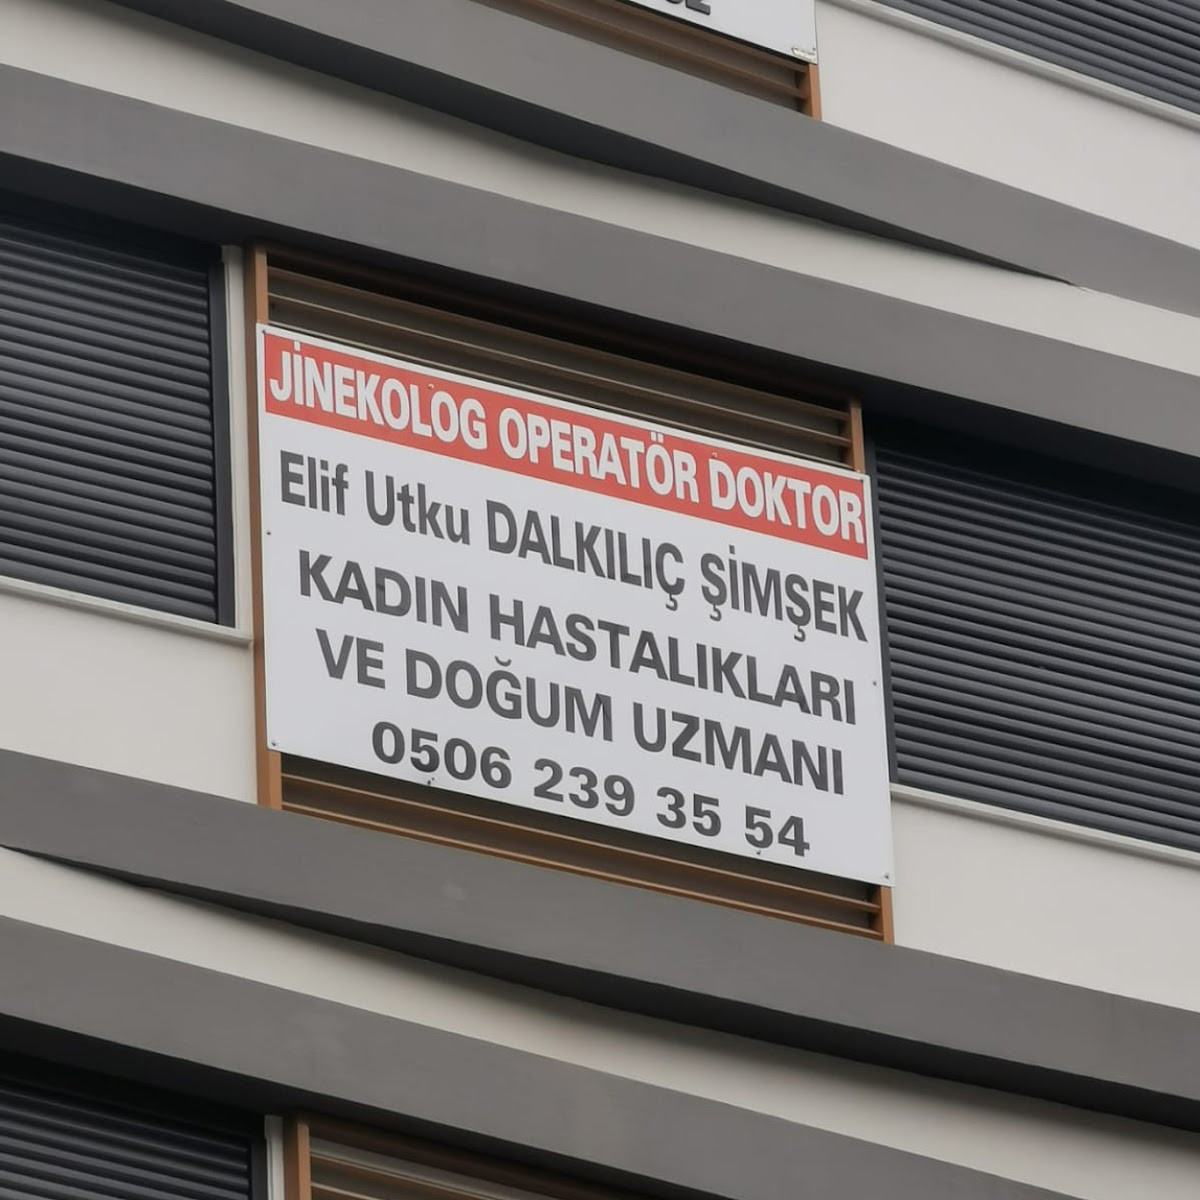 JİNEKOLOG OPERATÖR DOKTOR
Elif Utku DALKILIÇ ŞİMŞEK
KADIN HASTALIKLARI
VE DOĞUM UZMANI
0506 239 35 54